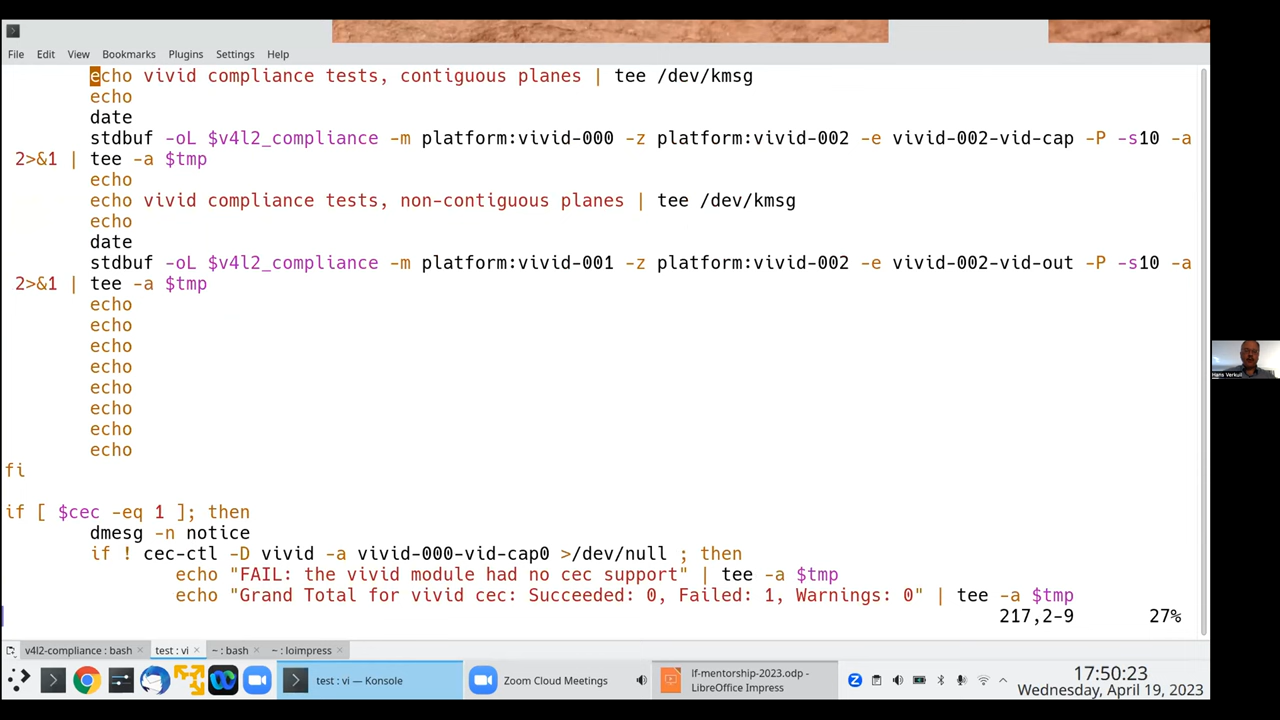 File Edit View Bookmarks Plugins Settings Help
echo vivid compliance tests, contiguous planes | tee /dev/kmsg
echo
date
stdbuf -oL $v4l2_compliance -m platform:vivid-000 -z platform:vivid-002 -e vivid-002-vid-cap -P -s10 -a
2>&1 | tee -a $tmp
echo
echo vivid compliance tests, non-contiguous planes | tee /dev/kmsg
echo
date
stdbuf -oL $v4l2_compliance -m platform:vivid-001 -z platform:vivid-002 -e vivid-002-vid-out -P -s10 -a
2>&1 | tee -a $tmp
echo
echo
echo
echo
echo
echo
echo
echo
fi
if [ $cec -eq 1 ]; then
dmesg -n notice
if ! cec-ctl -D vivid -a vivid-000-vid-cap0 >/dev/null ; then
echo "FAIL: the vivid module had no cec support" | tee -a $tmp
echo "Grand Total for vivid cec: Succeeded: 0, Failed: 1, Warnings: 0" | tee -a $tmp
217,2-9 27%
Hans Verkuil
v4l2-compliance : bash test : vi ~ : bash ~ : loimpress
test : vi — Konsole
Zoom Cloud Meetings
lf-mentorship-2023.odp -
LibreOffice Impress
17:50:23
Wednesday, April 19, 2023